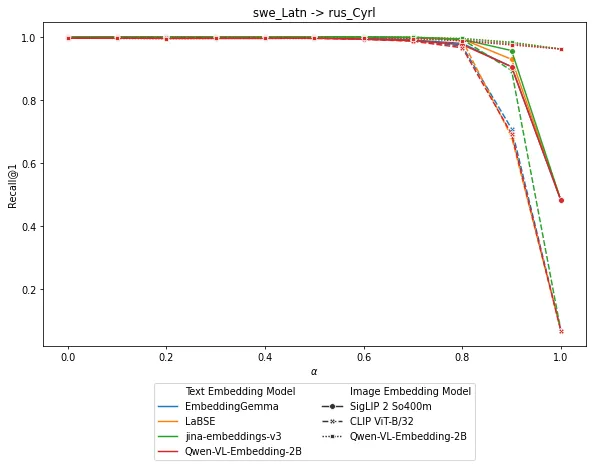 swe_Latn -> rus_Cyrl
Recall@1
1.0
0.8
0.6
0.4
0.2
0.0 0.2 0.4 0.6 0.8 1.0
α
Text Embedding Model
EmbeddingGemma
LaBSE
jina-embeddings-v3
Qwen-VL-Embedding-2B
Image Embedding Model
SigLIP 2 So400m
CLIP ViT-B/32
Qwen-VL-Embedding-2B